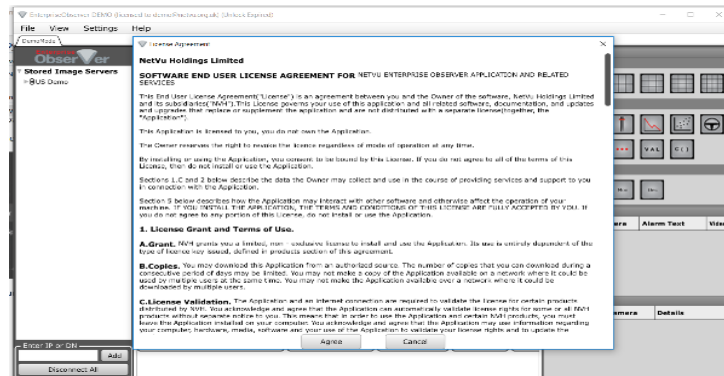 EnterpriseObserver DEMO (licensed to demo@netvu.org.uk) (Unlock Expired)
File View Settings Help
DemoMode
Observer
Stored Image Servers
US Demo
License Agreement
NetVu Holdings Limited
SOFTWARE END USER LICENSE AGREEMENT FOR NETVU ENTERPRISE OBSERVER APPLICATION AND RELATED
SERVICES
This End User License Agreement("License") is an agreement between you and the Owner of the software, NetVu Holdings Limited
and its subsidiaries("NVH").This License governs your use of this application and all related software, documentation, and updates
and upgrades that replace or supplement the application and are not distributed with a separate license(together, the
"Application").
This Application is licensed to you, you do not own the Application.
The Owner reserves the right to revoke the licence regardless of mode of operation at any time.
By installing or using the Application, you consent to be bound by this License. If you do not agree to all of the terms of this
License, then do not install or use the Application.
Sections 1.C and 2 below describe the data the Owner may collect and use in the course of providing services and support to you
in connection with the Application.
Section 5 below describes how the Application may interact with other software and otherwise affect the operation of your
machine. IF YOU INSTALL THE APPLICATION, THE TERMS AND CONDITIONS OF THIS LICENSE ARE FULLY ACCEPTED BY YOU. If
you do not agree to any portion of this License, do not install or use the Application.
1. License Grant and Terms of Use.
A.Grant. NVH grants you a limited, non - exclusive license to install and use the Application. Its use is entirely dependent of the
type of licence key issued, defined in products section of this agreement.
B.Copies. You may download this Application from an authorized source. The number of copies that you can download during a
consecutive period of days may be limited. You may not make a copy of the Application available on a network where it could be
used by multiple users at the same time. You may not make the Application available over a network where it could be
downloaded by multiple users.
C.License Validation. The Application and an internet connection are required to validate the license for certain products
distributed by NVH. You acknowledge and agree that the Application can automatically validate license rights for some or all NVH
products without separate notice to you. This means that in order to use the Application and certain NVH products, you must
leave the Application installed on your computer. You acknowledge and agree that the Application may use information regarding
your computer, hardware, media, software and your use of the Application to validate your license rights and to update the
Agree Cancel
VAL
Alarm Text
Details
Enter IP or DN
Add
Disconnect All